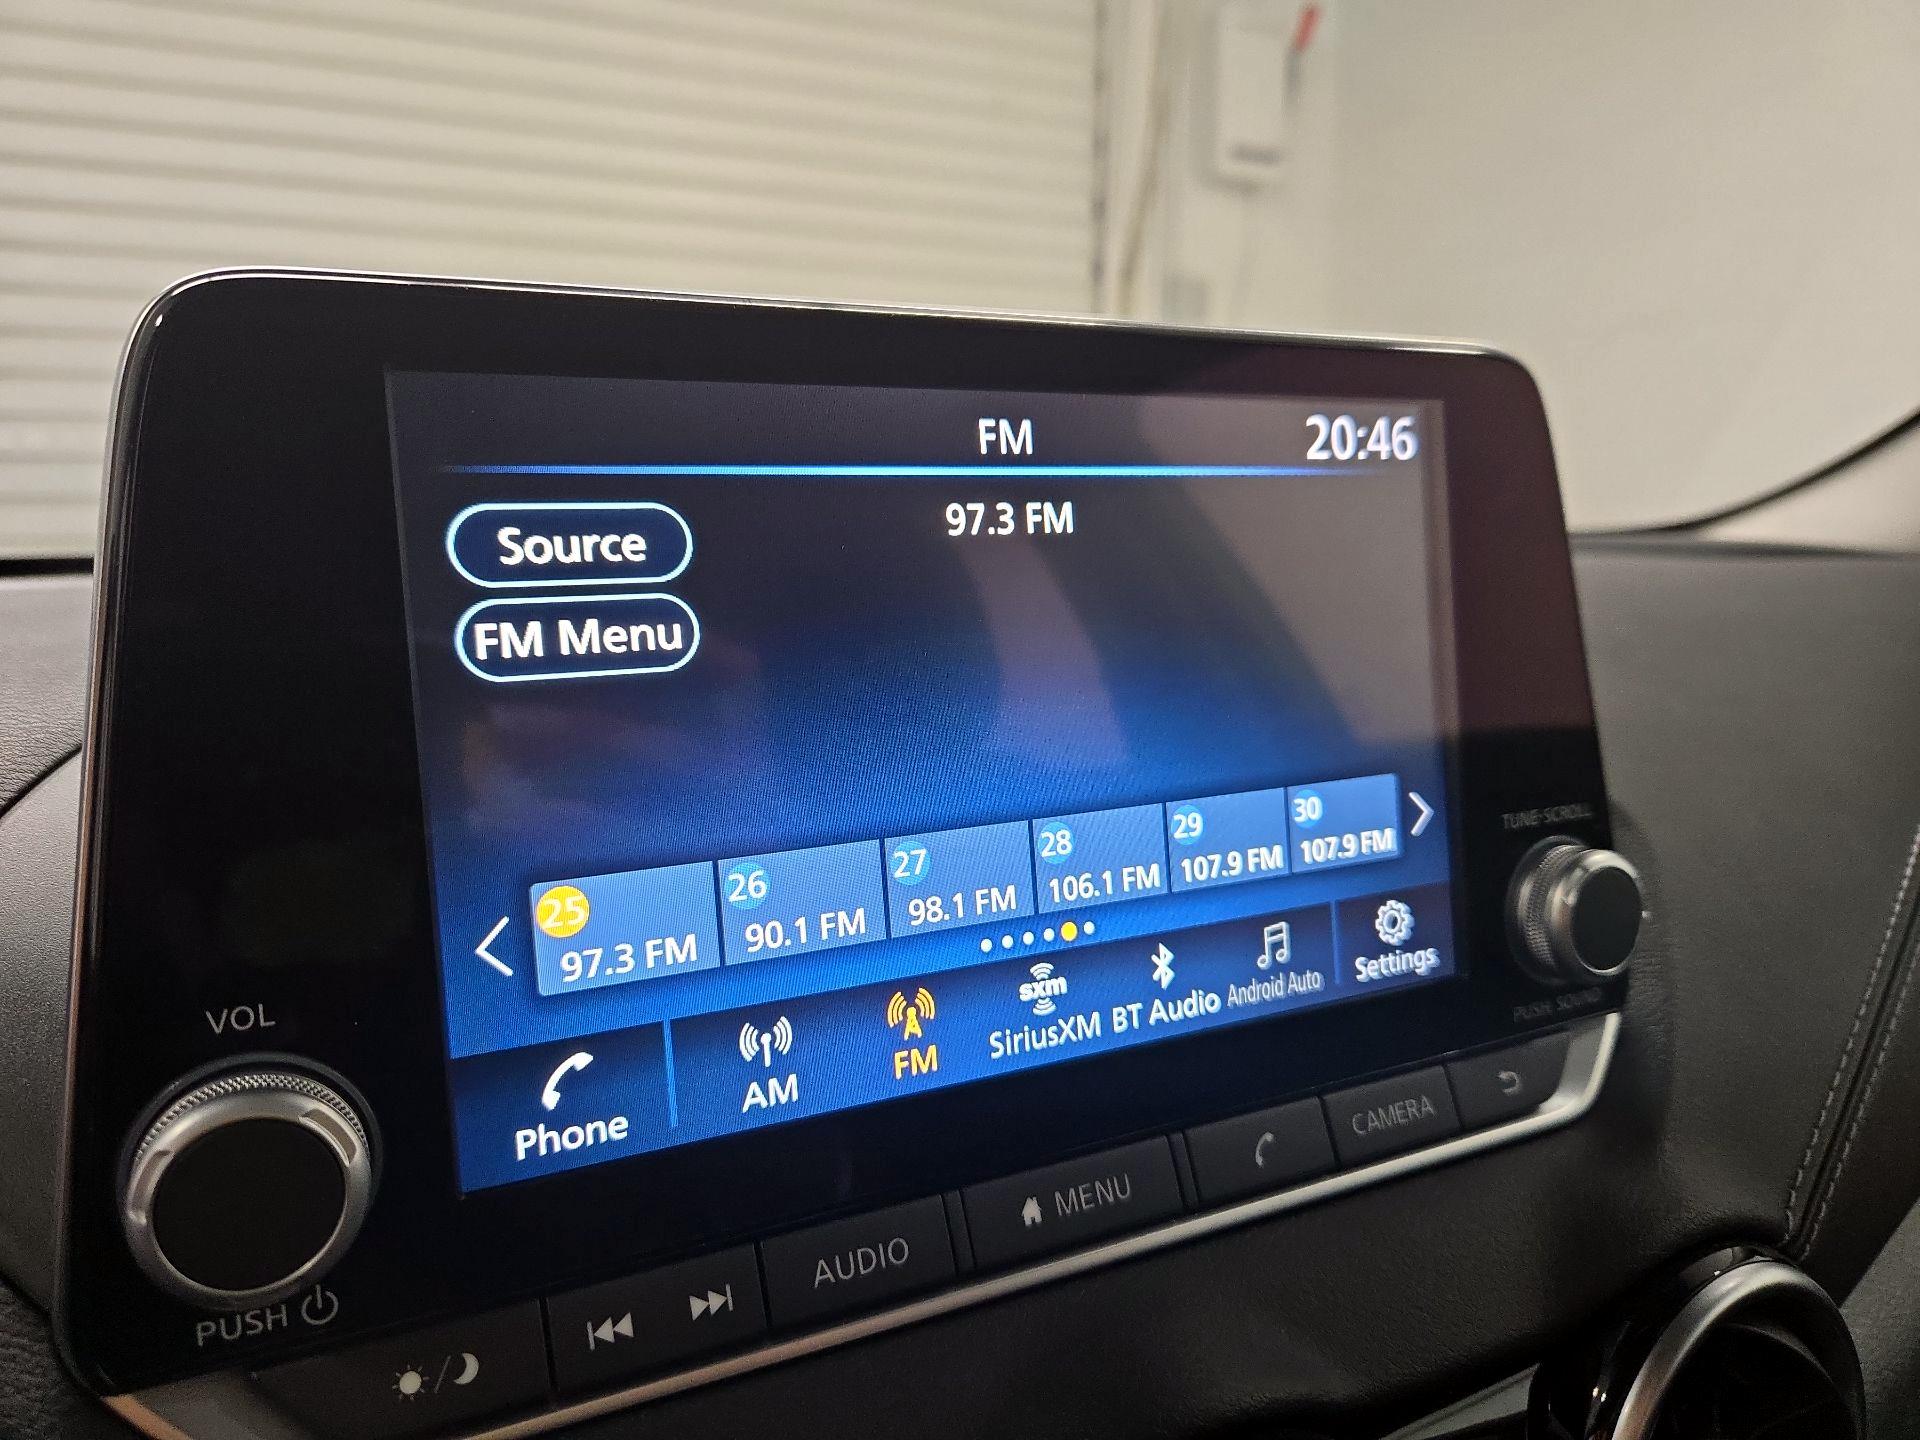 FM
20:46
97.3 FM
Source
FM Menu
25
97.3 FM
26
90.1 FM
27
98.1 FM
28
106.1 FM
29
107.9 FM
30
107.9 FM
Phone
AM
FM
sxm
SiriusXM
BT Audio
Android Auto
Settings
VOL
PUSH
TUNE·SCROLL
PUSH SOUND
AUDIO
MENU
CAMERA